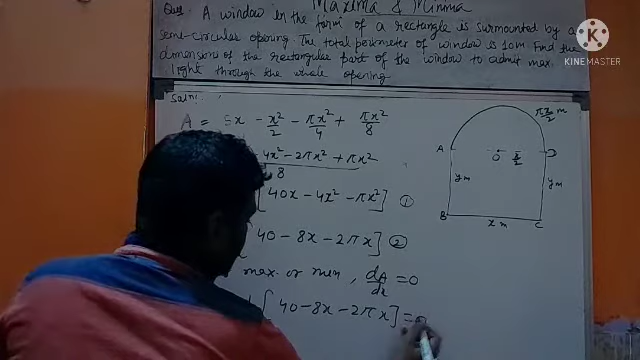 Maxima & Minima
Ques. A window in the form of a rectangle is surmounted by a
semi-circular opening. The total perimeter of window is 10m. Find the
dimensions of the rectangular part of the window to admit max.
light through the whole opening.
KINEMASTER
Soln:
A = 5x - x²/2 - πx²/4 + πx²/8
4x² - 2πx² + πx²
8
[40x - 4x² - πx²] ①
40 - 8x - 2πx] ②
max. or min, dA/dx = 0
[40 - 8x - 2πx] =
πx/2 m
A
O
x/2
D
y m
y m
B
x m
C